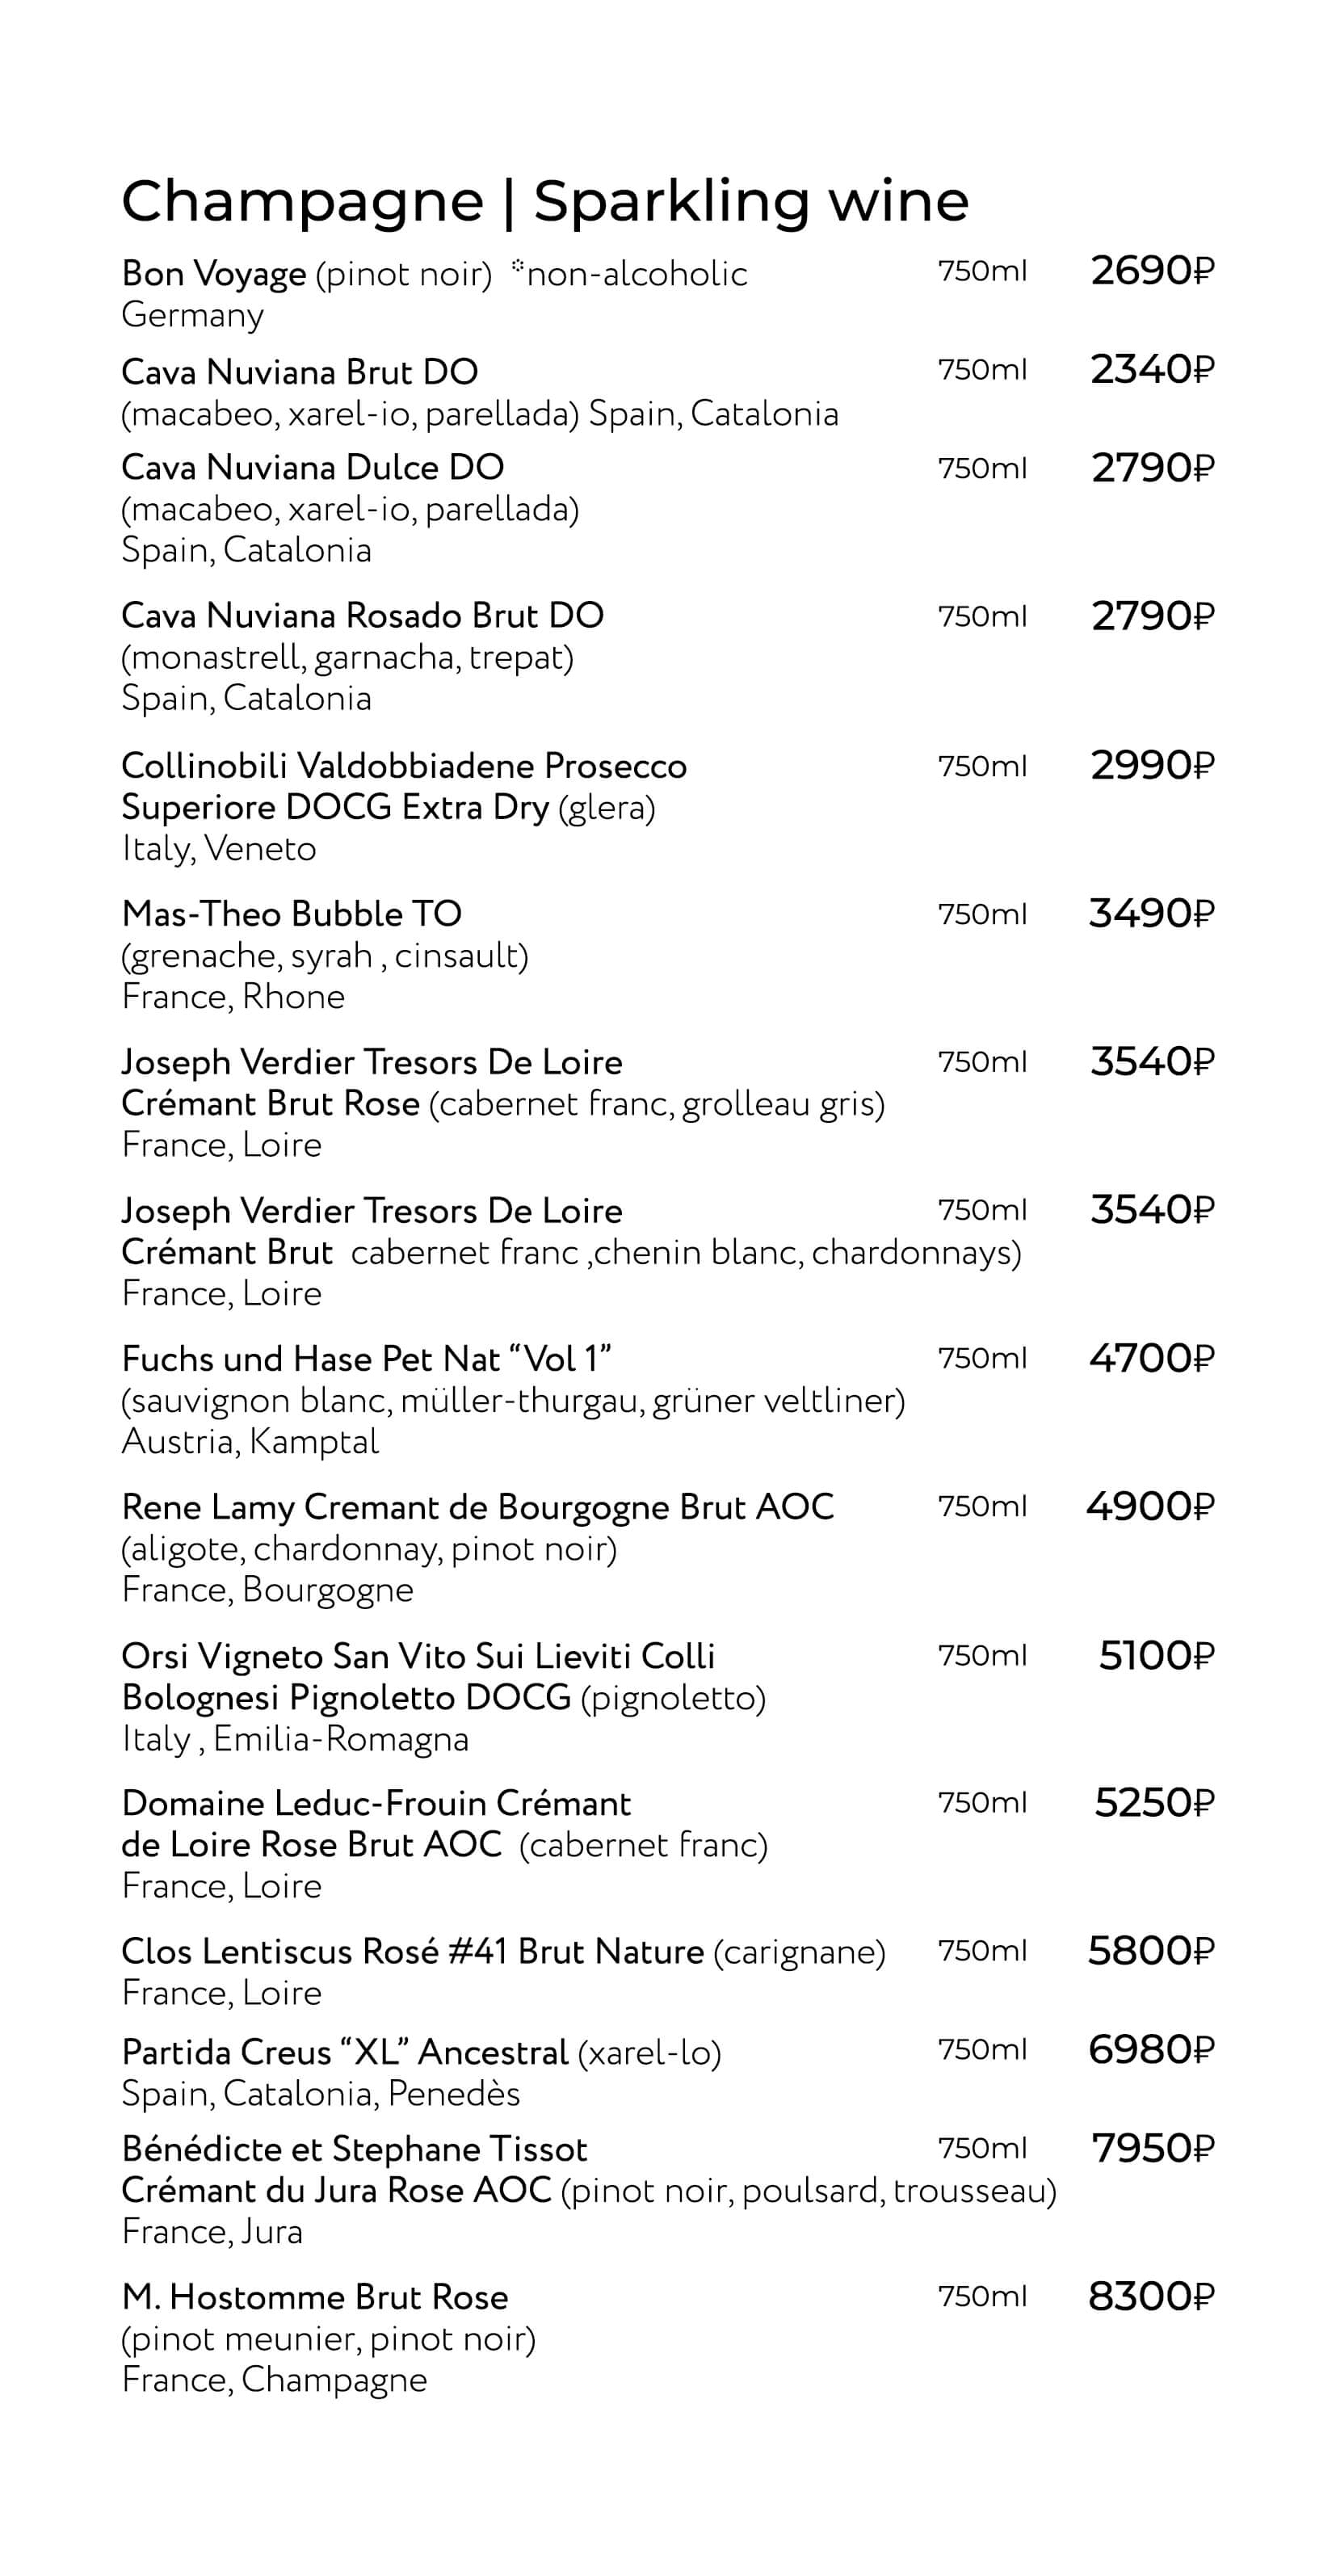 Champagne | Sparkling wine
Bon Voyage (pinot noir) *non-alcoholic 750ml 2690₽
Germany
Cava Nuviana Brut DO 750ml 2340₽
(macabeo, xarel-io, parellada) Spain, Catalonia
Cava Nuviana Dulce DO 750ml 2790₽
(macabeo, xarel-io, parellada)
Spain, Catalonia
Cava Nuviana Rosado Brut DO 750ml 2790₽
(monastrell, garnacha, trepat)
Spain, Catalonia
Collinobili Valdobbiadene Prosecco 750ml 2990₽
Superiore DOCG Extra Dry (glera)
Italy, Veneto
Mas-Theo Bubble TO 750ml 3490₽
(grenache, syrah , cinsault)
France, Rhone
Joseph Verdier Tresors De Loire 750ml 3540₽
Crémant Brut Rose (cabernet franc, grolleau gris)
France, Loire
Joseph Verdier Tresors De Loire 750ml 3540₽
Crémant Brut cabernet franc ,chenin blanc, chardonnays)
France, Loire
Fuchs und Hase Pet Nat “Vol 1” 750ml 4700₽
(sauvignon blanc, müller-thurgau, grüner veltliner)
Austria, Kamptal
Rene Lamy Cremant de Bourgogne Brut AOC 750ml 4900₽
(aligote, chardonnay, pinot noir)
France, Bourgogne
Orsi Vigneto San Vito Sui Lieviti Colli 750ml 5100₽
Bolognesi Pignoletto DOCG (pignoletto)
Italy , Emilia-Romagna
Domaine Leduc-Frouin Crémant 750ml 5250₽
de Loire Rose Brut AOC (cabernet franc)
France, Loire
Clos Lentiscus Rosé #41 Brut Nature (carignane) 750ml 5800₽
France, Loire
Partida Creus “XL” Ancestral (xarel-lo) 750ml 6980₽
Spain, Catalonia, Penedès
Bénédicte et Stephane Tissot 750ml 7950₽
Crémant du Jura Rose AOC (pinot noir, poulsard, trousseau)
France, Jura
M. Hostomme Brut Rose 750ml 8300₽
(pinot meunier, pinot noir)
France, Champagne